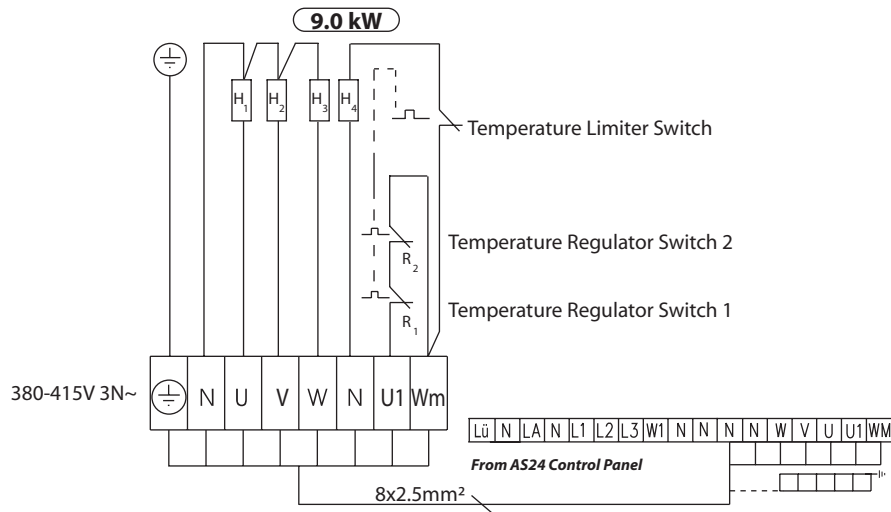 9.0 kW
H1 H2 H3 H4
Temperature Limiter Switch
R2
Temperature Regulator Switch 2
R1
Temperature Regulator Switch 1
380-415V 3N~
N U V W N U1 Wm
Lü N LA N L1 L2 L3 W1 N N N N W V U U1 WM
From AS24 Control Panel
8x2.5mm²